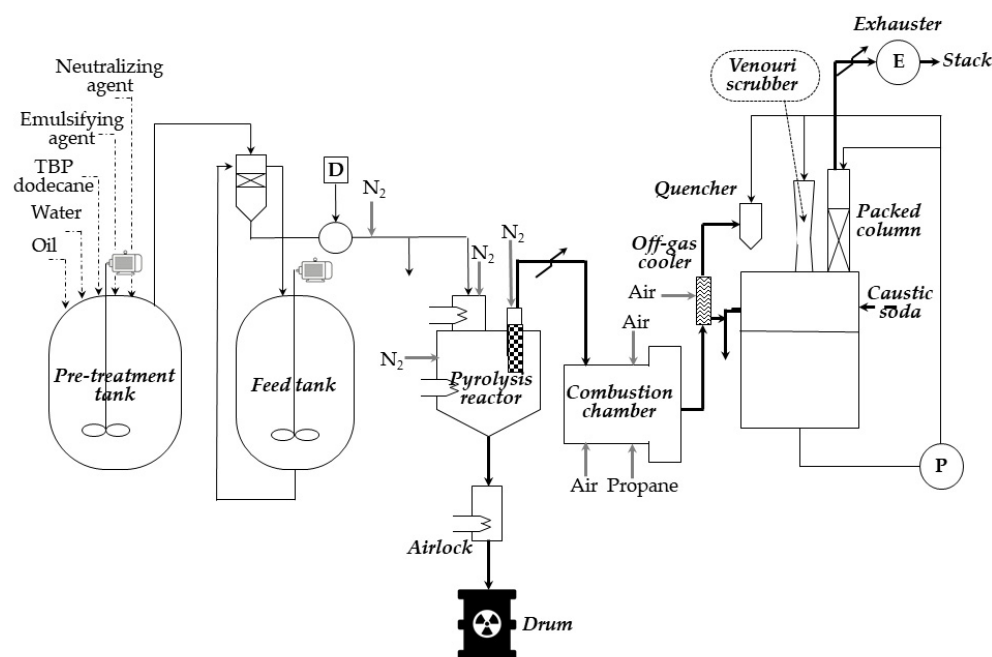 Exhauster
E
Stack
Venouri
scrubber
Neutralizing
agent
Emulsifying
agent
TBP
dodecane
Water
Oil
D
N2
N2
N2
Quencher
Packed
column
Off-gas
cooler
Air
Caustic
soda
Air
N2
Pre-treatment
tank
Feed tank
Pyrolysis
reactor
Combustion
chamber
P
Air Propane
Airlock
Drum